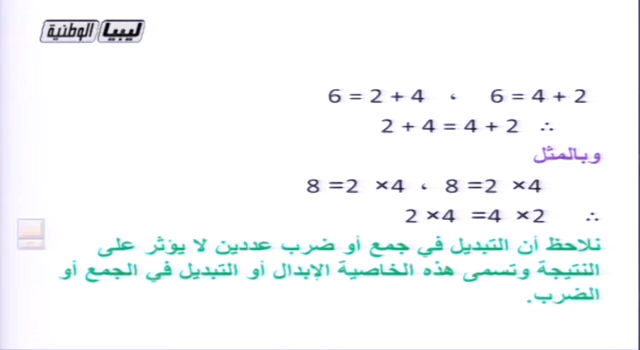 ليبيا الوطنية
6 = 2 + 4 ، 6 = 4 + 2
2 + 4 = 4 + 2 ∴
وبالمثل
8 =2 ×4 ، 8 =2 ×4
2 ×4 =4 ×2 ∴
نلاحظ أن التبديل في جمع أو ضرب عددين لا يؤثر على
النتيجة وتسمى هذه الخاصية الإبدال أو التبديل في الجمع أو
الضرب.